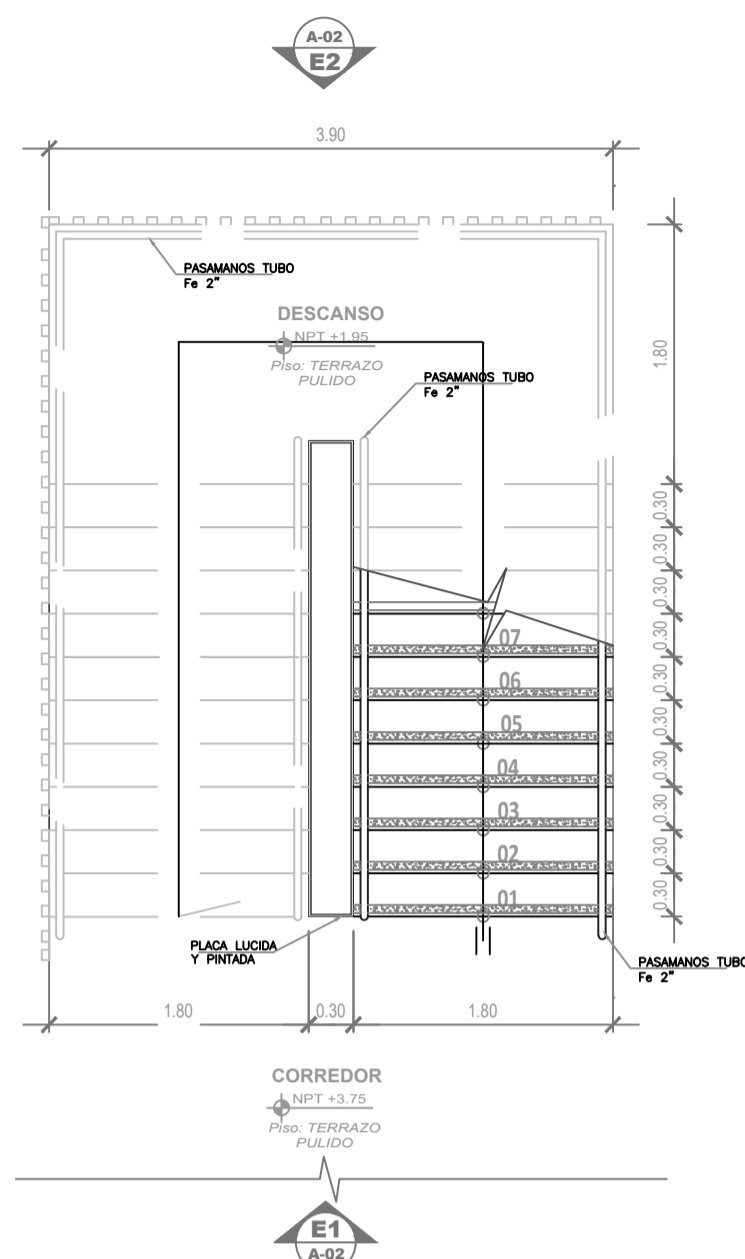 A-02
E2
3.90
PASAMANOS TUBO
Fe 2"
DESCANSO
NPT +1.95
Piso: TERRAZO
PULIDO
1.80
PASAMANOS TUBO
Fe 2"
0.30
0.30
0.30
0.30
07
0.30
06
0.30
05
0.30
04
0.30
03
0.30
02
0.30
01
PLACA LUCIDA
Y PINTADA
PASAMANOS TUBO
Fe 2"
1.80
0.30
1.80
CORREDOR
NPT +3.75
Piso: TERRAZO
PULIDO
E1
A-02